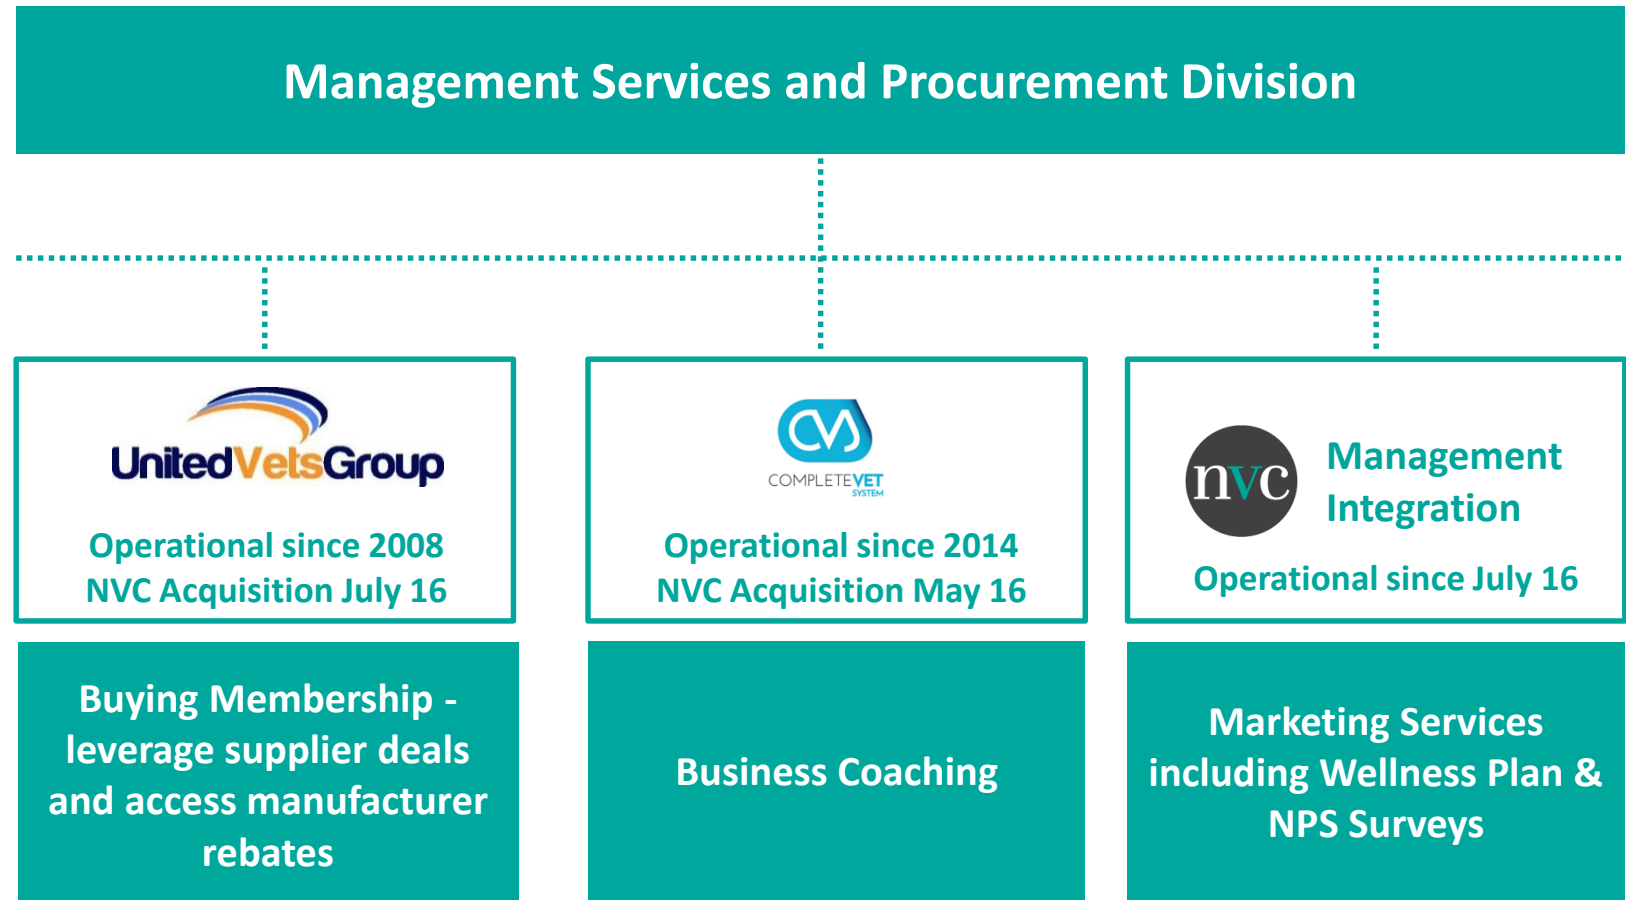 Management Services and Procurement Division
UnitedVetsGroup
Operational since 2008
NVC Acquisition July 16
CVS
COMPLETEVET
SYSTEM
Operational since 2014
NVC Acquisition May 16
nvc
Management
Integration
Operational since July 16
Buying Membership -
leverage supplier deals
and access manufacturer
rebates
Business Coaching
Marketing Services
including Wellness Plan &
NPS Surveys